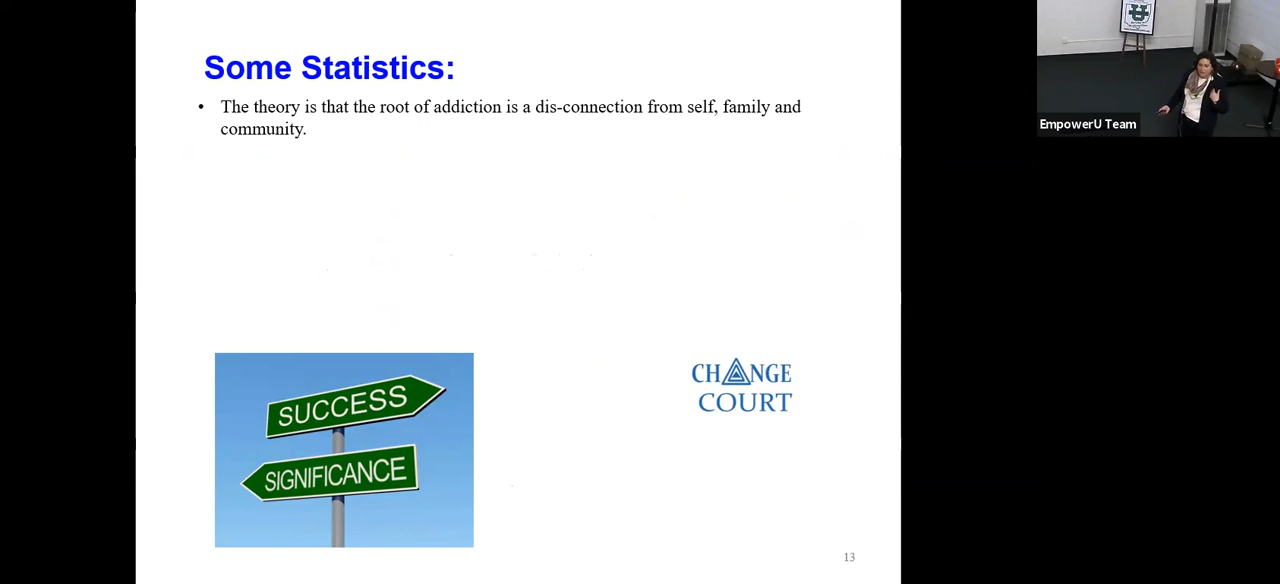 Some Statistics:
• The theory is that the root of addiction is a dis-connection from self, family and
community.
SUCCESS
SIGNIFICANCE
CHANGE
COURT
13
U
EmpowerU Team